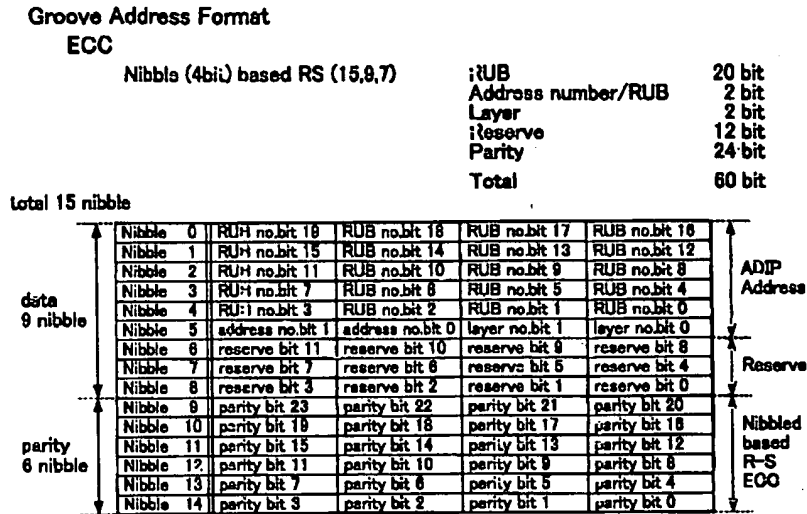 Groove Address Format
ECC
Nibble (4bit) based RS (15,9,7)
RUB 20 bit
Address number/RUB 2 bit
Layer 2 bit
Reserve 12 bit
Parity 24 bit
Total 60 bit
total 15 nibble
Nibble 0 RUB no.bit 19 RUB no.bit 18 RUB no.bit 17 RUB no.bit 16
Nibble 1 RUB no.bit 15 RUB no.bit 14 RUB no.bit 13 RUB no.bit 12
Nibble 2 RUB no.bit 11 RUB no.bit 10 RUB no.bit 9 RUB no.bit 8
Nibble 3 RUB no.bit 7 RUB no.bit 6 RUB no.bit 5 RUB no.bit 4
Nibble 4 RUB no.bit 3 RUB no.bit 2 RUB no.bit 1 RUB no.bit 0
Nibble 5 address no.bit 1 address no.bit 0 layer no.bit 1 layer no.bit 0
Nibble 6 reserve bit 11 reserve bit 10 reserve bit 9 reserve bit 8
Nibble 7 reserve bit 7 reserve bit 6 reserve bit 5 reserve bit 4
Nibble 8 reserve bit 3 reserve bit 2 reserve bit 1 reserve bit 0
Nibble 9 parity bit 23 parity bit 22 parity bit 21 parity bit 20
Nibble 10 parity bit 19 parity bit 18 parity bit 17 parity bit 16
Nibble 11 parity bit 15 parity bit 14 parity bit 13 parity bit 12
Nibble 12 parity bit 11 parity bit 10 parity bit 9 parity bit 8
Nibble 13 parity bit 7 parity bit 6 parity bit 5 parity bit 4
Nibble 14 parity bit 3 parity bit 2 parity bit 1 parity bit 0
data
9 nibble
parity
6 nibble
ADIP
Address
Reserve
Nibbled
based
R-S
ECC